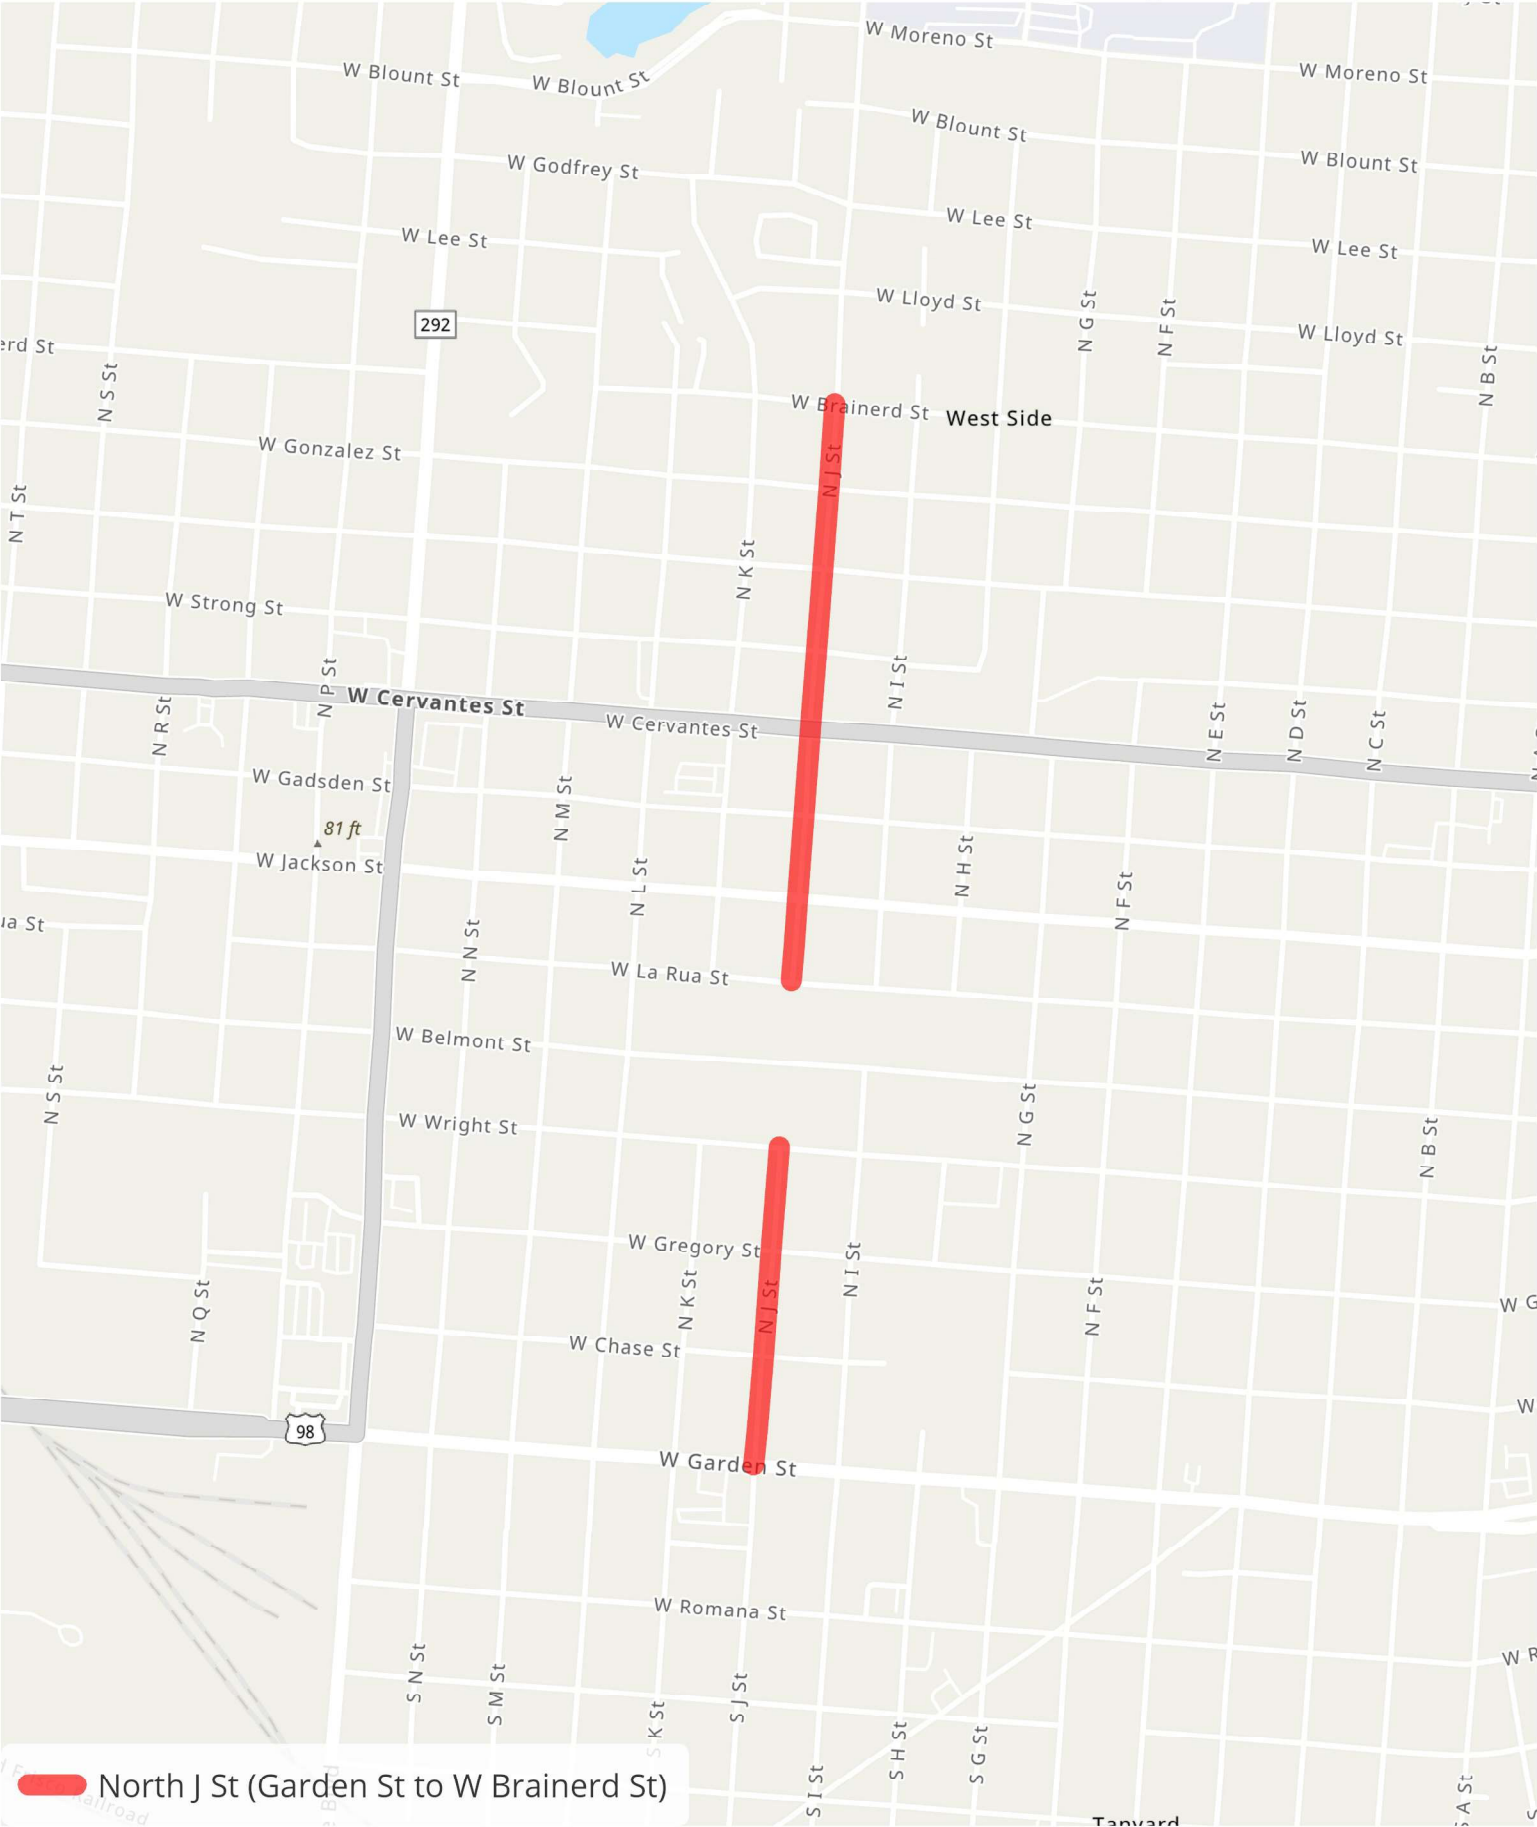 W Moreno St
W Moreno St
W Blount St
W Blount St
W Blount St
W Blount St
W Godfrey St
W Lee St
W Lee St
W Lee St
W Lloyd St
W Lloyd St
292
N G St
N F St
N B St
erd St
N S St
W Brainerd St
West Side
W Gonzalez St
N J St
N T St
N K St
W Strong St
N P St
N I St
W Cervantes St
W Cervantes St
N R St
N E St
N D St
N C St
W Gadsden St
N M St
81 ft
W Jackson St
N L St
N H St
N F St
ua St
N N St
W La Rua St
W Belmont St
N S St
W Wright St
N G St
N B St
W Gregory St
N I St
N Q St
N K St
N J St
N F St
W G
W Chase St
W
98
W Garden St
W Romana St
S N St
S M St
S K St
S J St
W R
S H St
S G St
S I St
S A St
North J St (Garden St to W Brainerd St)
Railroad
Tanyard